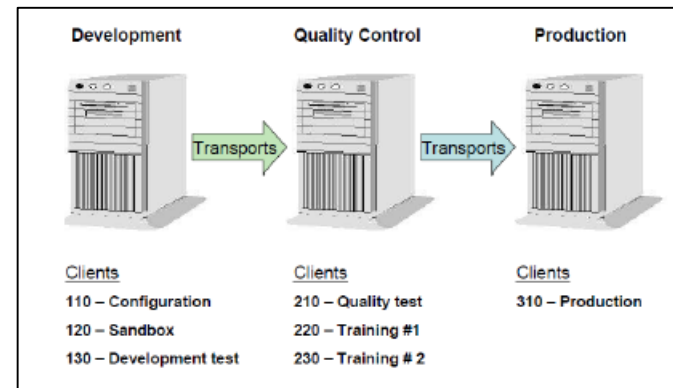 Development
Quality Control
Production
Transports
Transports
Clients
110 – Configuration
120 – Sandbox
130 – Development test
Clients
210 – Quality test
220 – Training #1
230 – Training # 2
Clients
310 – Production